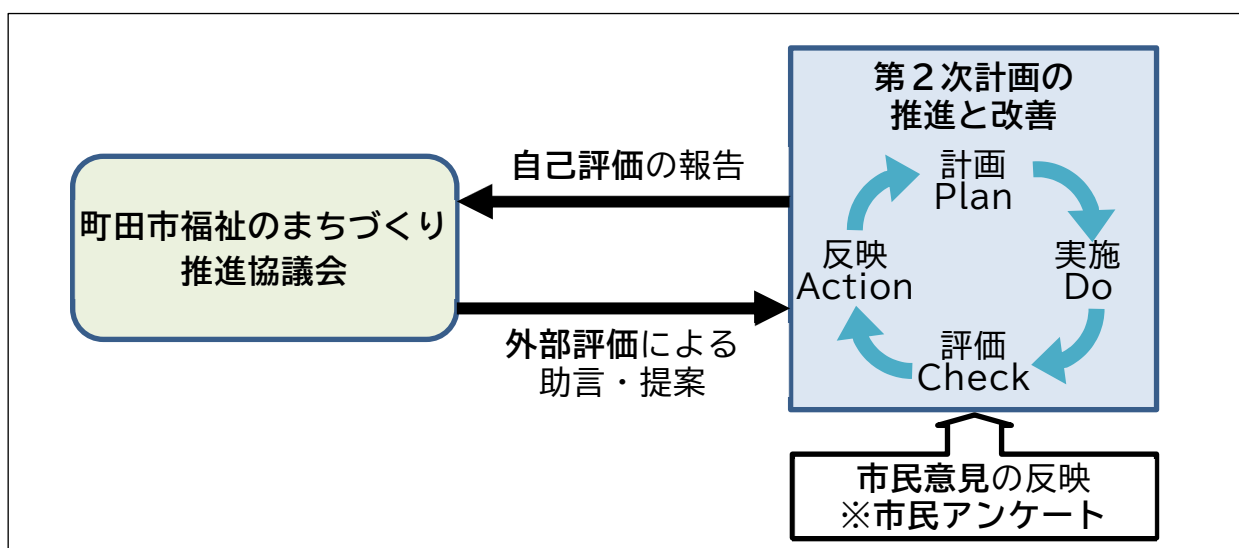 町田市福祉のまちづくり
推進協議会
自己評価の報告
外部評価による
助言・提案
第２次計画の
推進と改善
計画
Plan
実施
Do
評価
Check
反映
Action
市民意見の反映
※市民アンケート